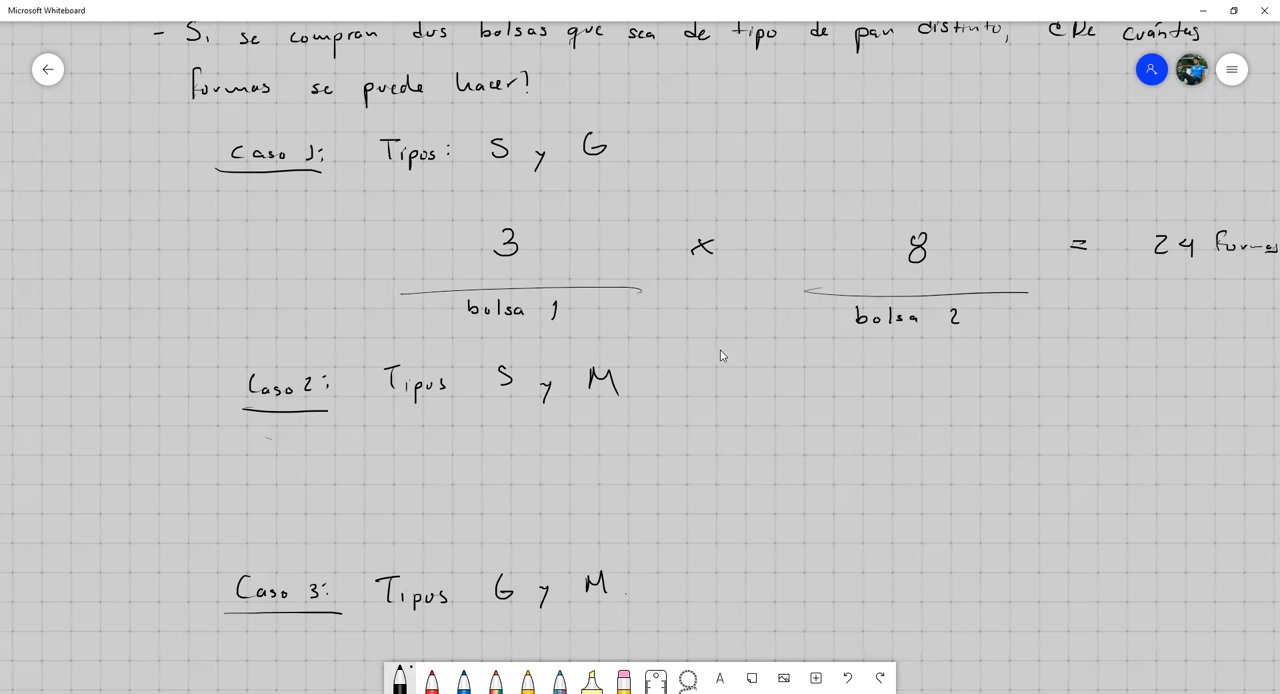 Microsoft Whiteboard
- Si se compran dos bolsas que sea de tipo de pan distinto, ¿De cuántas
formas se puede hacer?
Caso 1: Tipos: S y G
3 x 8 = 24 formas
bolsa 1 bolsa 2
Caso 2: Tipos S y M
Caso 3: Tipos G y M.